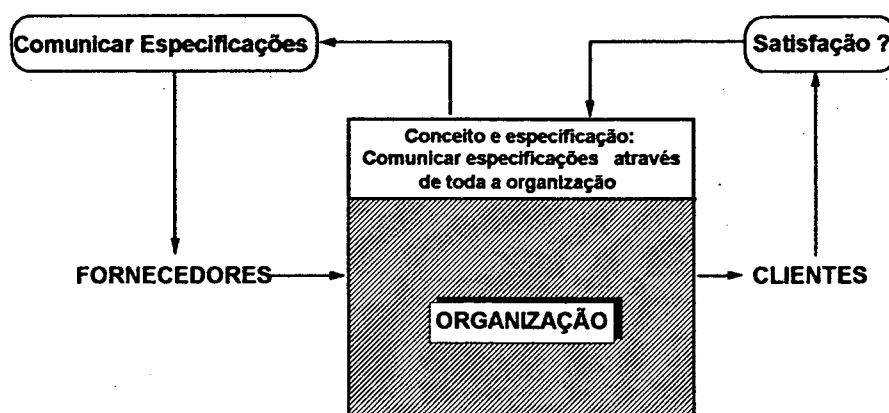 Comunicar Especificações
Satisfação ?
Conceito e especificação:
Comunicar especificações através
de toda a organização
FORNECEDORES
CLIENTES
ORGANIZAÇÃO